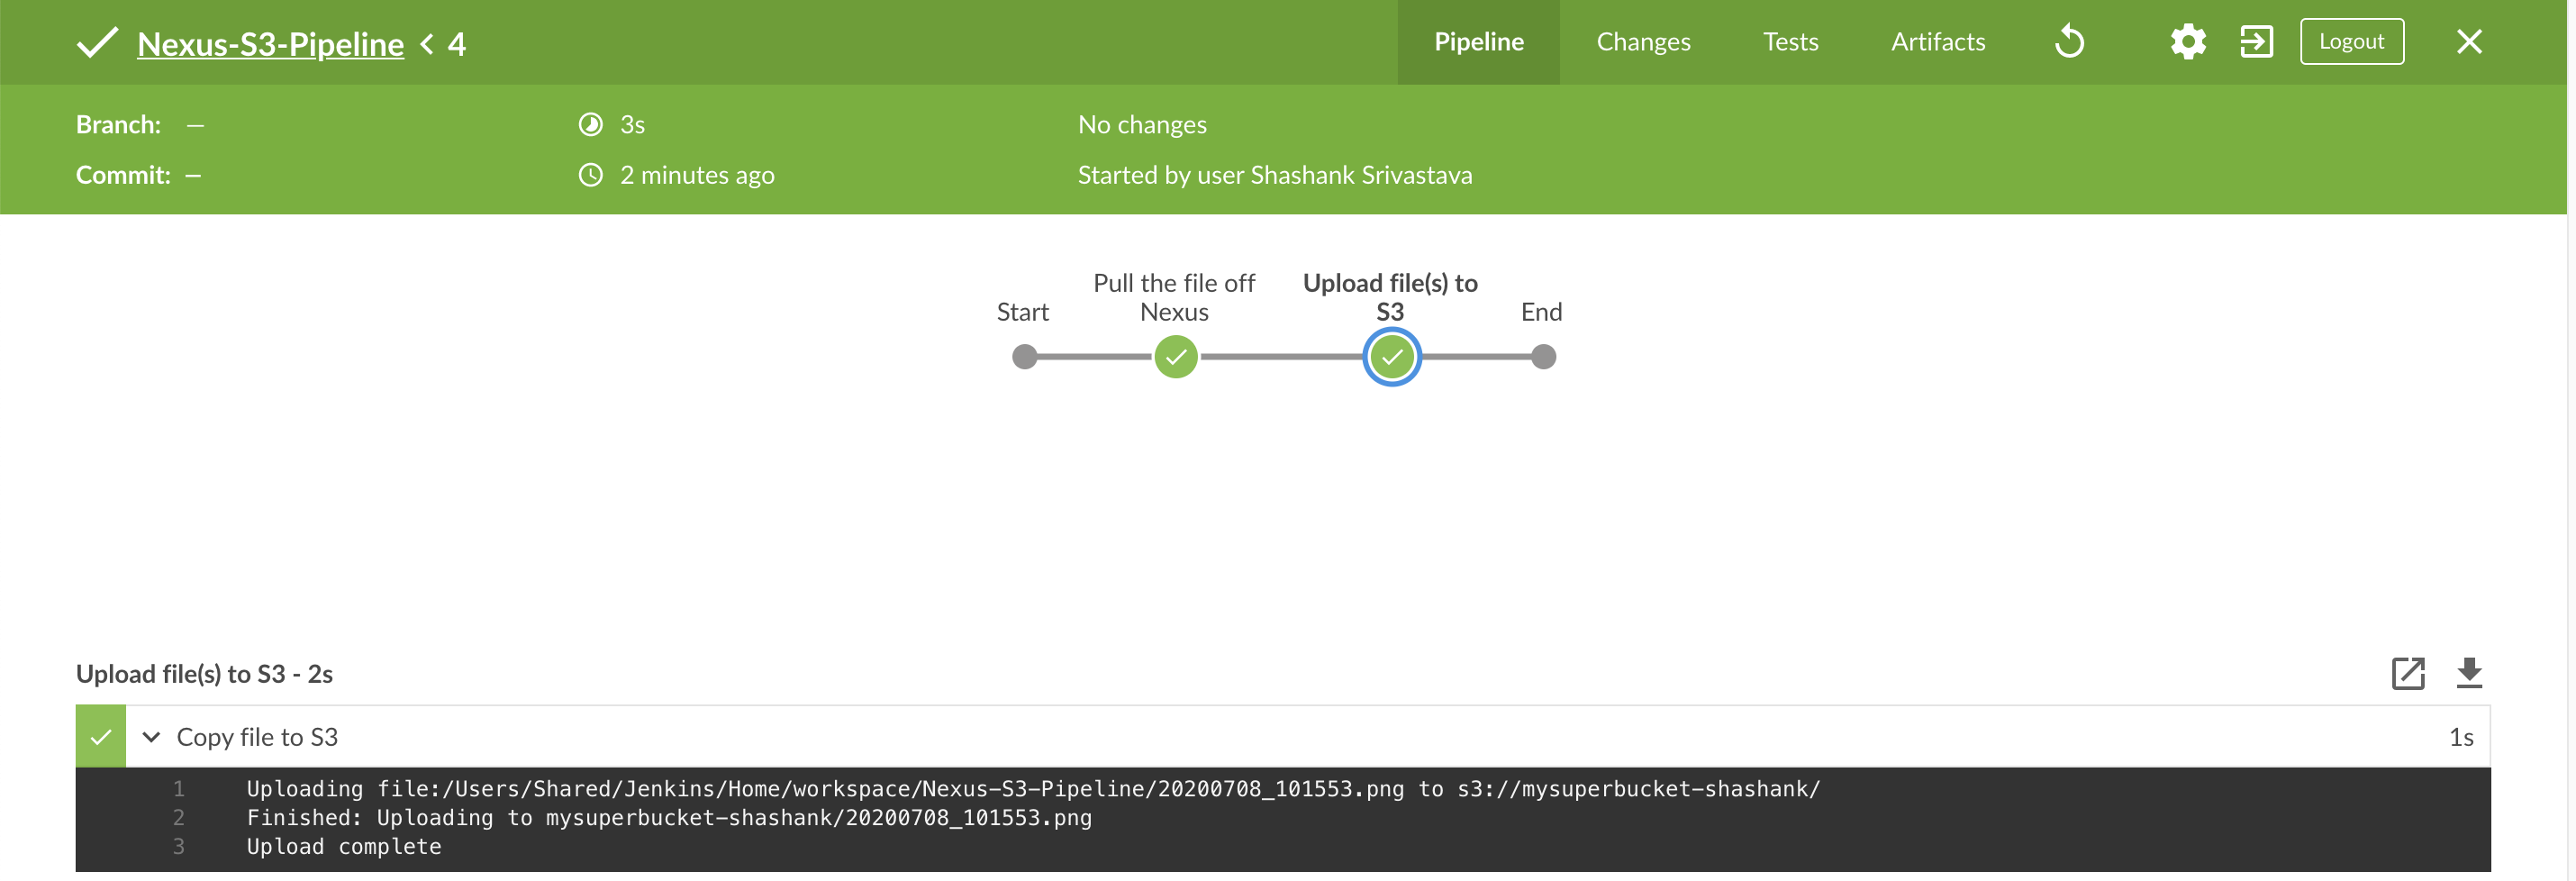 Nexus-S3-Pipeline < 4
Pipeline
Changes
Tests
Artifacts
Logout
Branch: —
3s
No changes
Commit: —
2 minutes ago
Started by user Shashank Srivastava
Start
Pull the file off
Nexus
Upload file(s) to
S3
End
Upload file(s) to S3 - 2s
Copy file to S3
1s
1 Uploading file:/Users/Shared/Jenkins/Home/workspace/Nexus-S3-Pipeline/20200708_101553.png to s3://mysuperbucket-shashank/
2 Finished: Uploading to mysuperbucket-shashank/20200708_101553.png
3 Upload complete